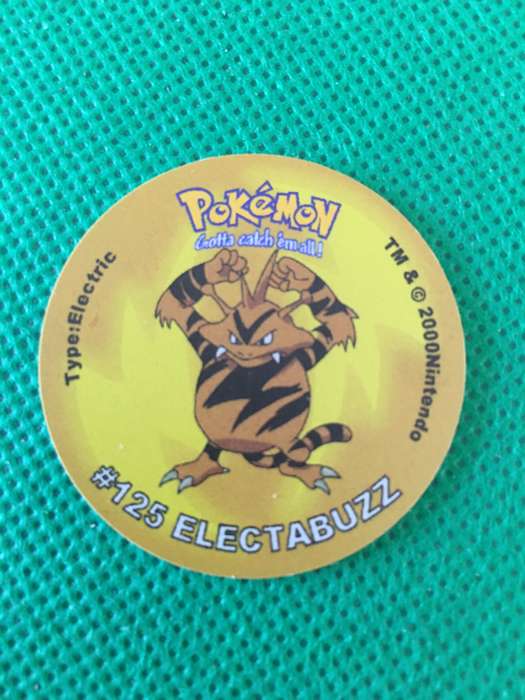 POKéMON
Gotta catch 'em all!
Type:Electric
TM & © 2000Nintendo
#125 ELECTABUZZ